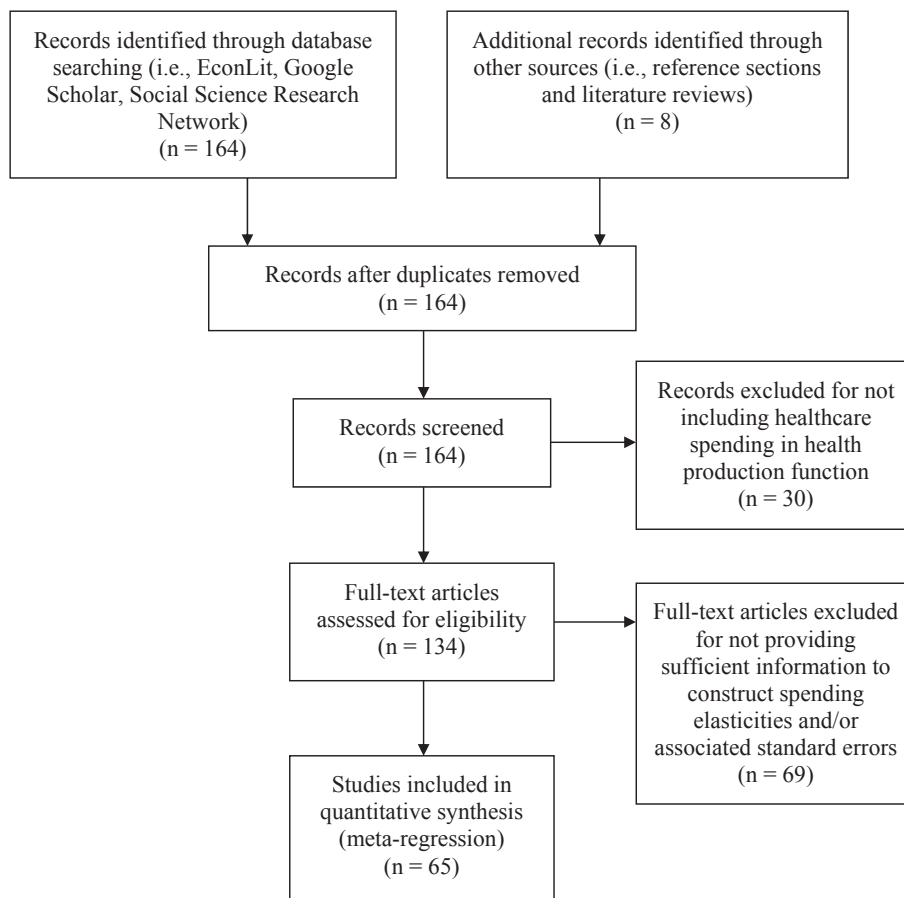 Records identified through database
searching (i.e., EconLit, Google
Scholar, Social Science Research
Network)
(n = 164)
Additional records identified through
other sources (i.e., reference sections
and literature reviews)
(n = 8)
Records after duplicates removed
(n = 164)
Records screened
(n = 164)
Records excluded for not
including healthcare
spending in health
production function
(n = 30)
Full-text articles
assessed for eligibility
(n = 134)
Full-text articles excluded
for not providing
sufficient information to
construct spending
elasticities and/or
associated standard errors
(n = 69)
Studies included in
quantitative synthesis
(meta-regression)
(n = 65)